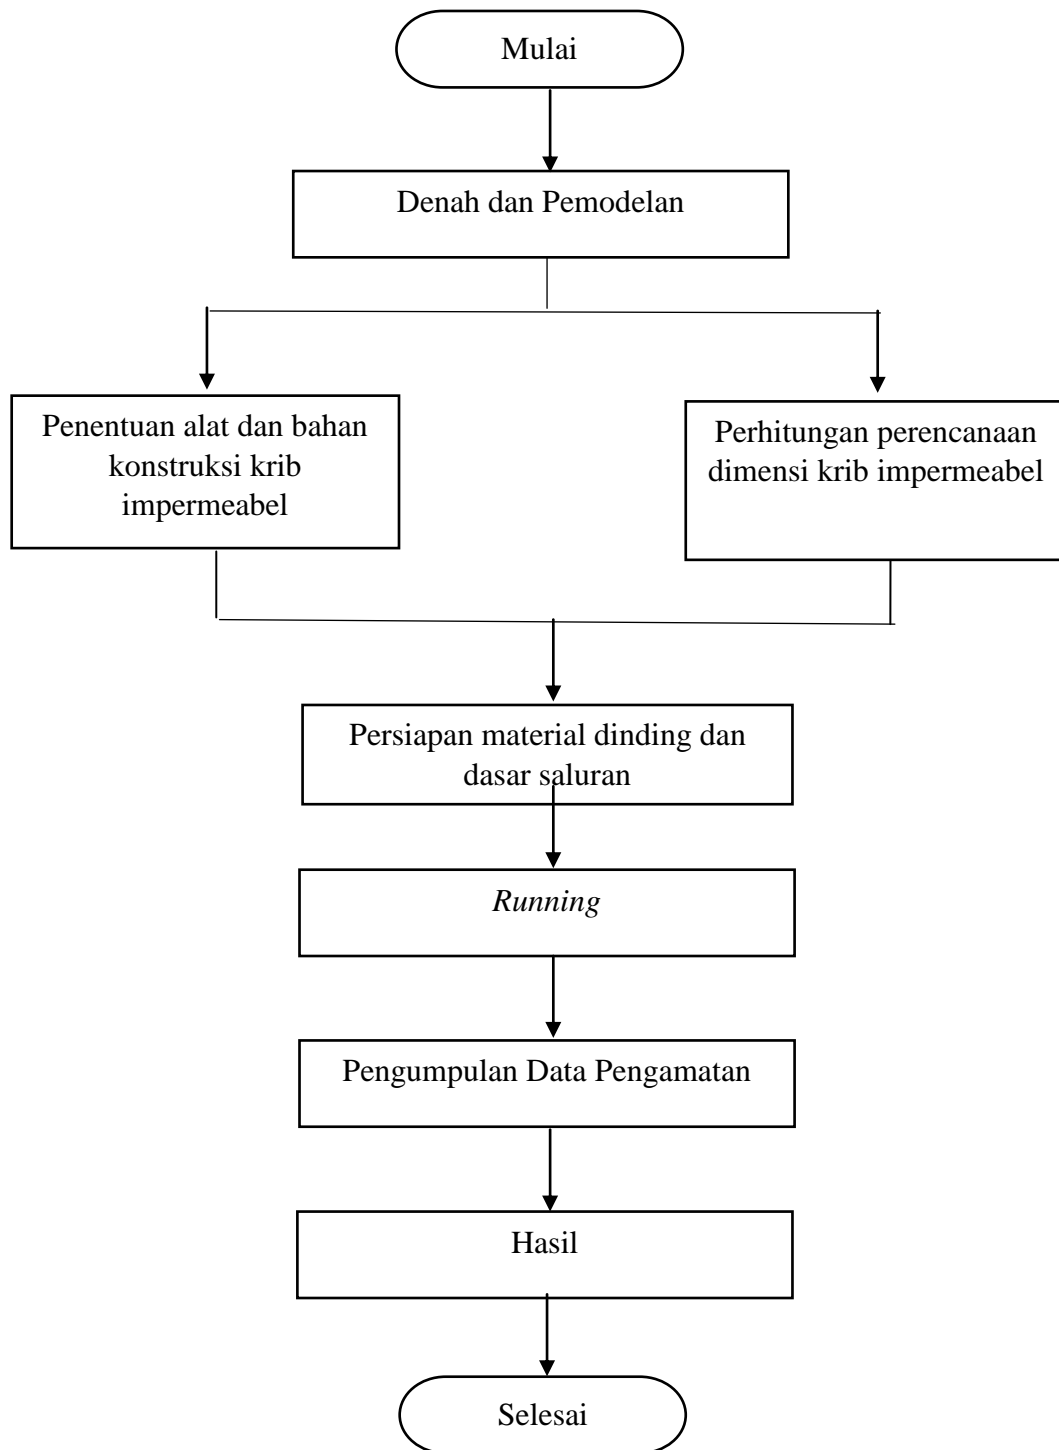 Mulai
Denah dan Pemodelan
Penentuan alat dan bahan
konstruksi krib
impermeabel
Perhitungan perencanaan
dimensi krib impermeabel
Persiapan material dinding dan
dasar saluran
Running
Pengumpulan Data Pengamatan
Hasil
Selesai